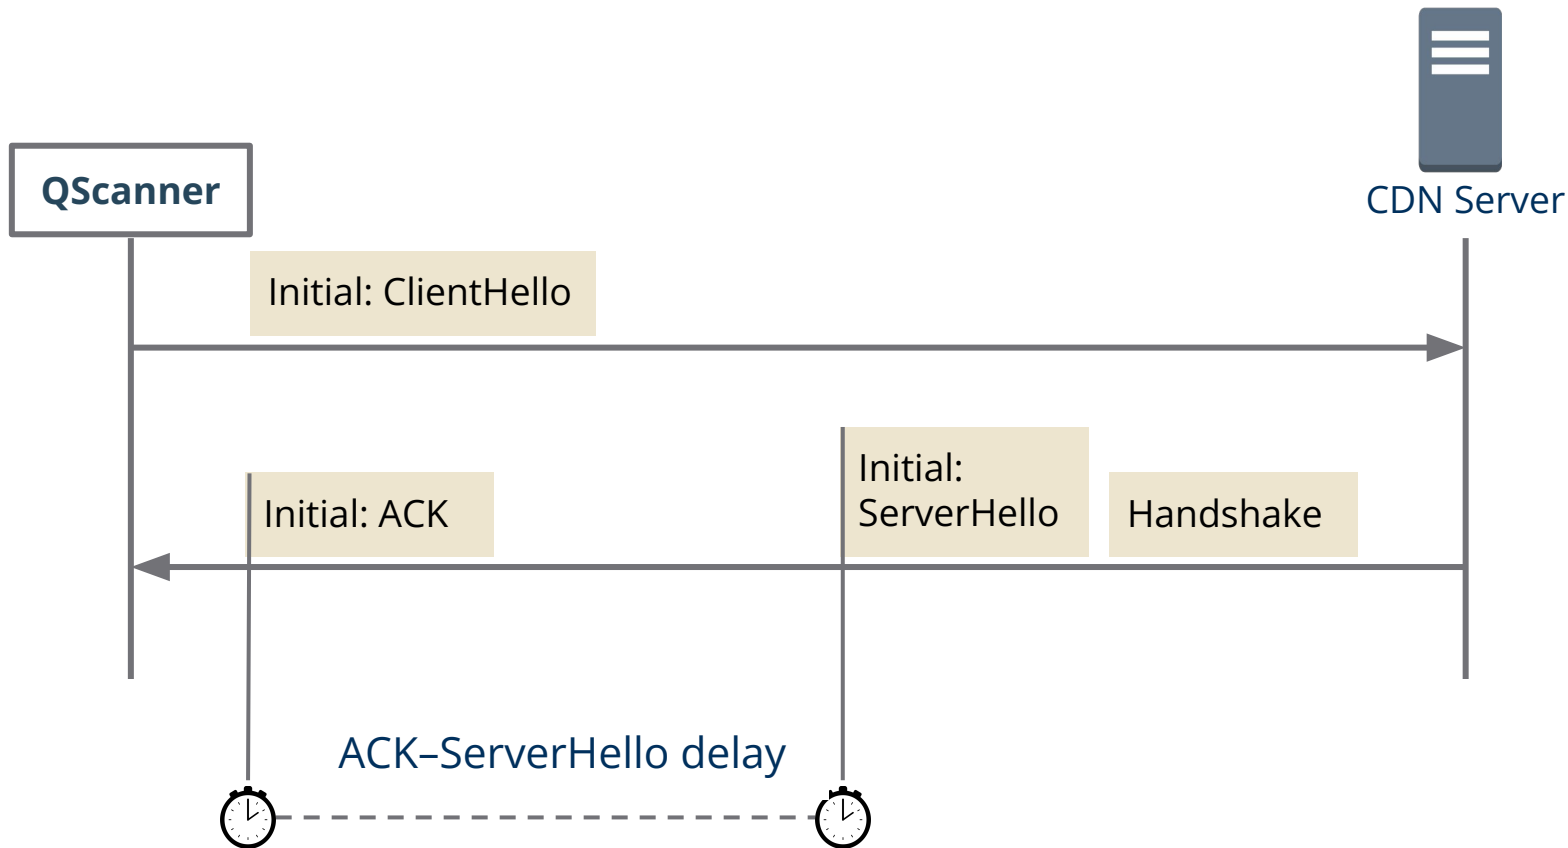 CDN Server
QScanner
Initial: ClientHello
Initial: ACK
Initial:
ServerHello
Handshake
ACK–ServerHello delay